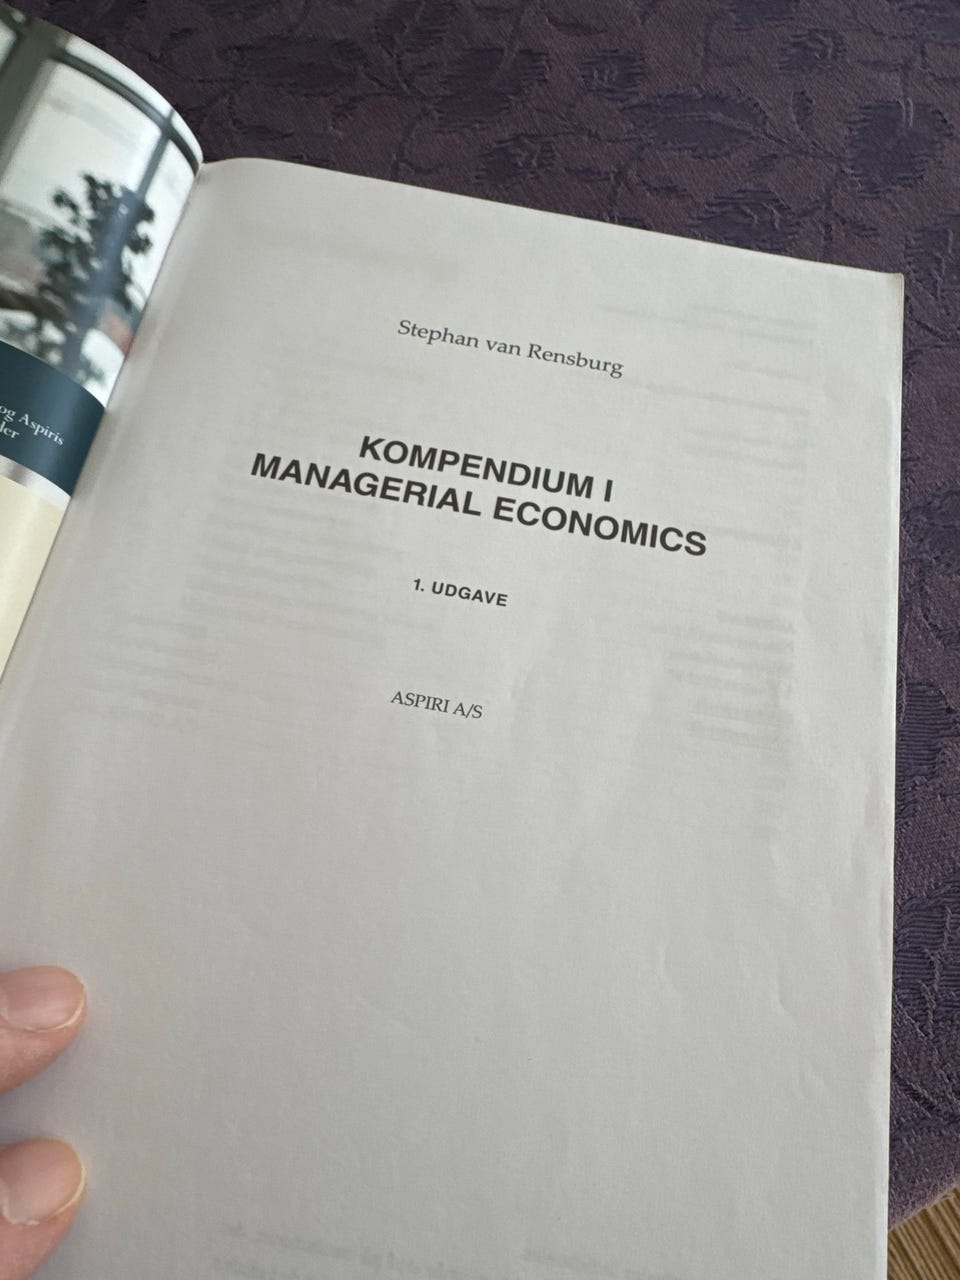 og Aspiris
Stephan van Rensburg
KOMPENDIUM I
MANAGERIAL ECONOMICS
1. UDGAVE
ASPIRI A/S